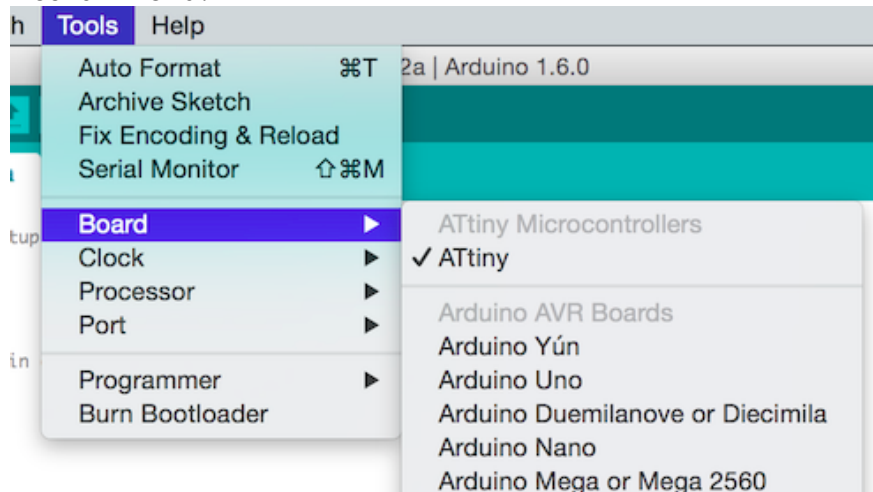 h Tools Help
2a | Arduino 1.6.0
Auto Format ⌘T
Archive Sketch
Fix Encoding & Reload
Serial Monitor ⇧⌘M
Board
Clock
Processor
Port
Programmer
Burn Bootloader
ATtiny Microcontrollers
✓ ATtiny
Arduino AVR Boards
Arduino Yún
Arduino Uno
Arduino Duemilanove or Diecimila
Arduino Nano
Arduino Mega or Mega 2560
tup
in